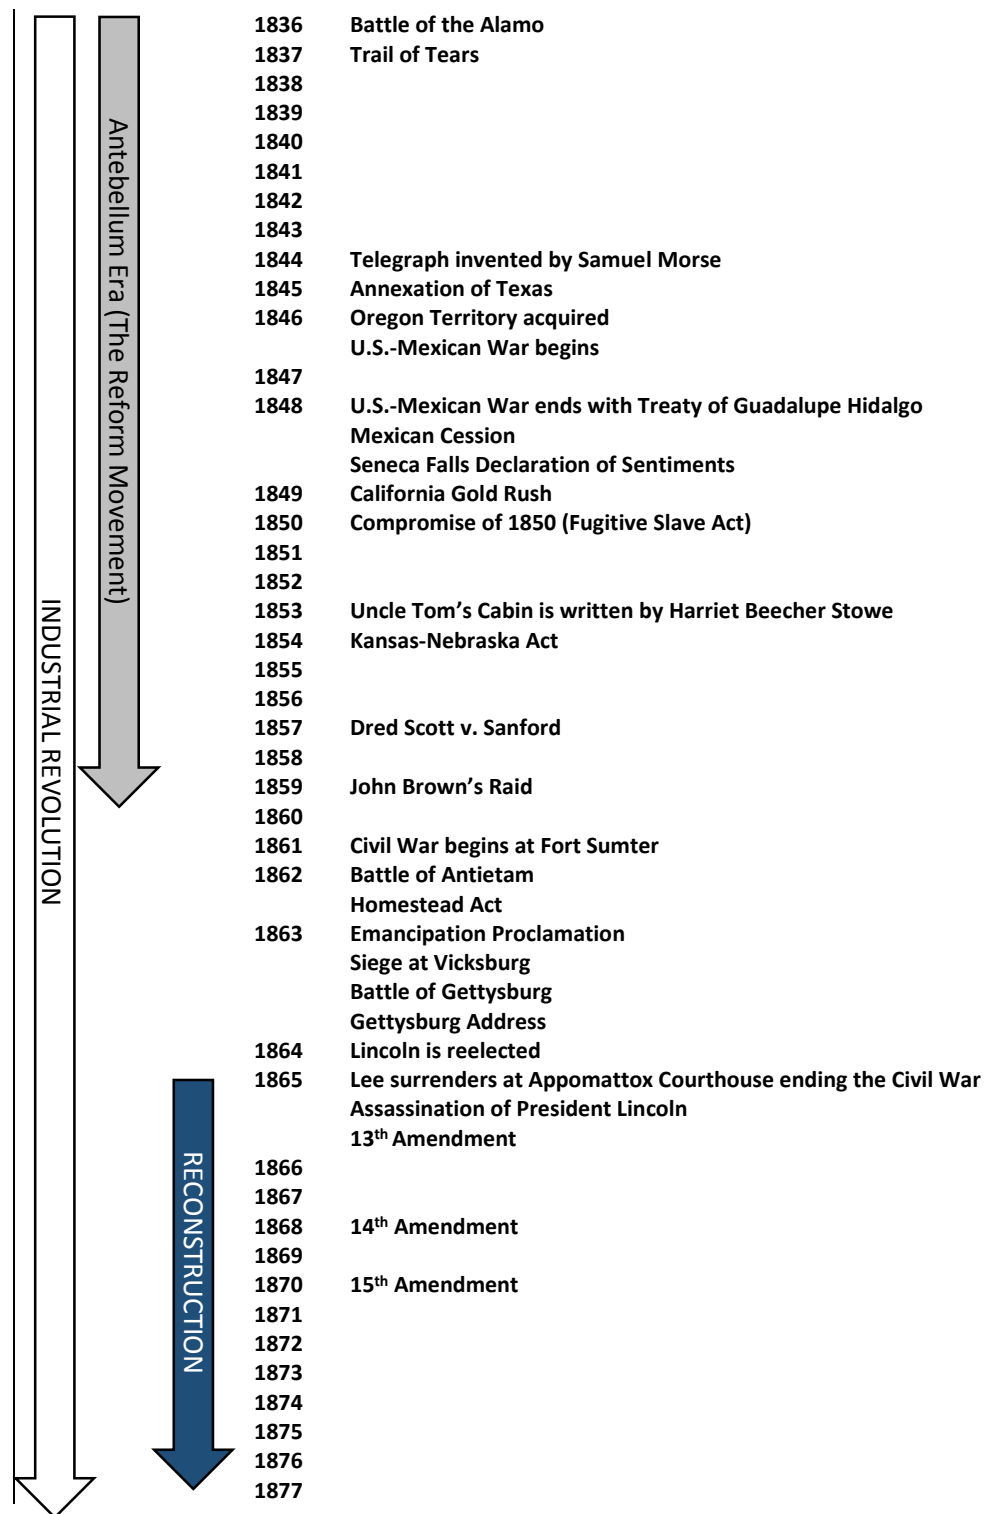 1836 Battle of the Alamo
1837 Trail of Tears
1838
1839
1840
1841
1842
1843
1844 Telegraph invented by Samuel Morse
1845 Annexation of Texas
1846 Oregon Territory acquired
U.S.-Mexican War begins
1847
1848 U.S.-Mexican War ends with Treaty of Guadalupe Hidalgo
Mexican Cession
Seneca Falls Declaration of Sentiments
1849 California Gold Rush
1850 Compromise of 1850 (Fugitive Slave Act)
1851
1852
1853 Uncle Tom’s Cabin is written by Harriet Beecher Stowe
1854 Kansas-Nebraska Act
1855
1856
1857 Dred Scott v. Sanford
1858
1859 John Brown’s Raid
1860
1861 Civil War begins at Fort Sumter
1862 Battle of Antietam
Homestead Act
1863 Emancipation Proclamation
Siege at Vicksburg
Battle of Gettysburg
Gettysburg Address
1864 Lincoln is reelected
1865 Lee surrenders at Appomattox Courthouse ending the Civil War
Assassination of President Lincoln
13th Amendment
1866
1867
1868 14th Amendment
1869
1870 15th Amendment
1871
1872
1873
1874
1875
1876
1877
INDUSTRIAL REVOLUTION
Antebellum Era (The Reform Movement)
RECONSTRUCTION